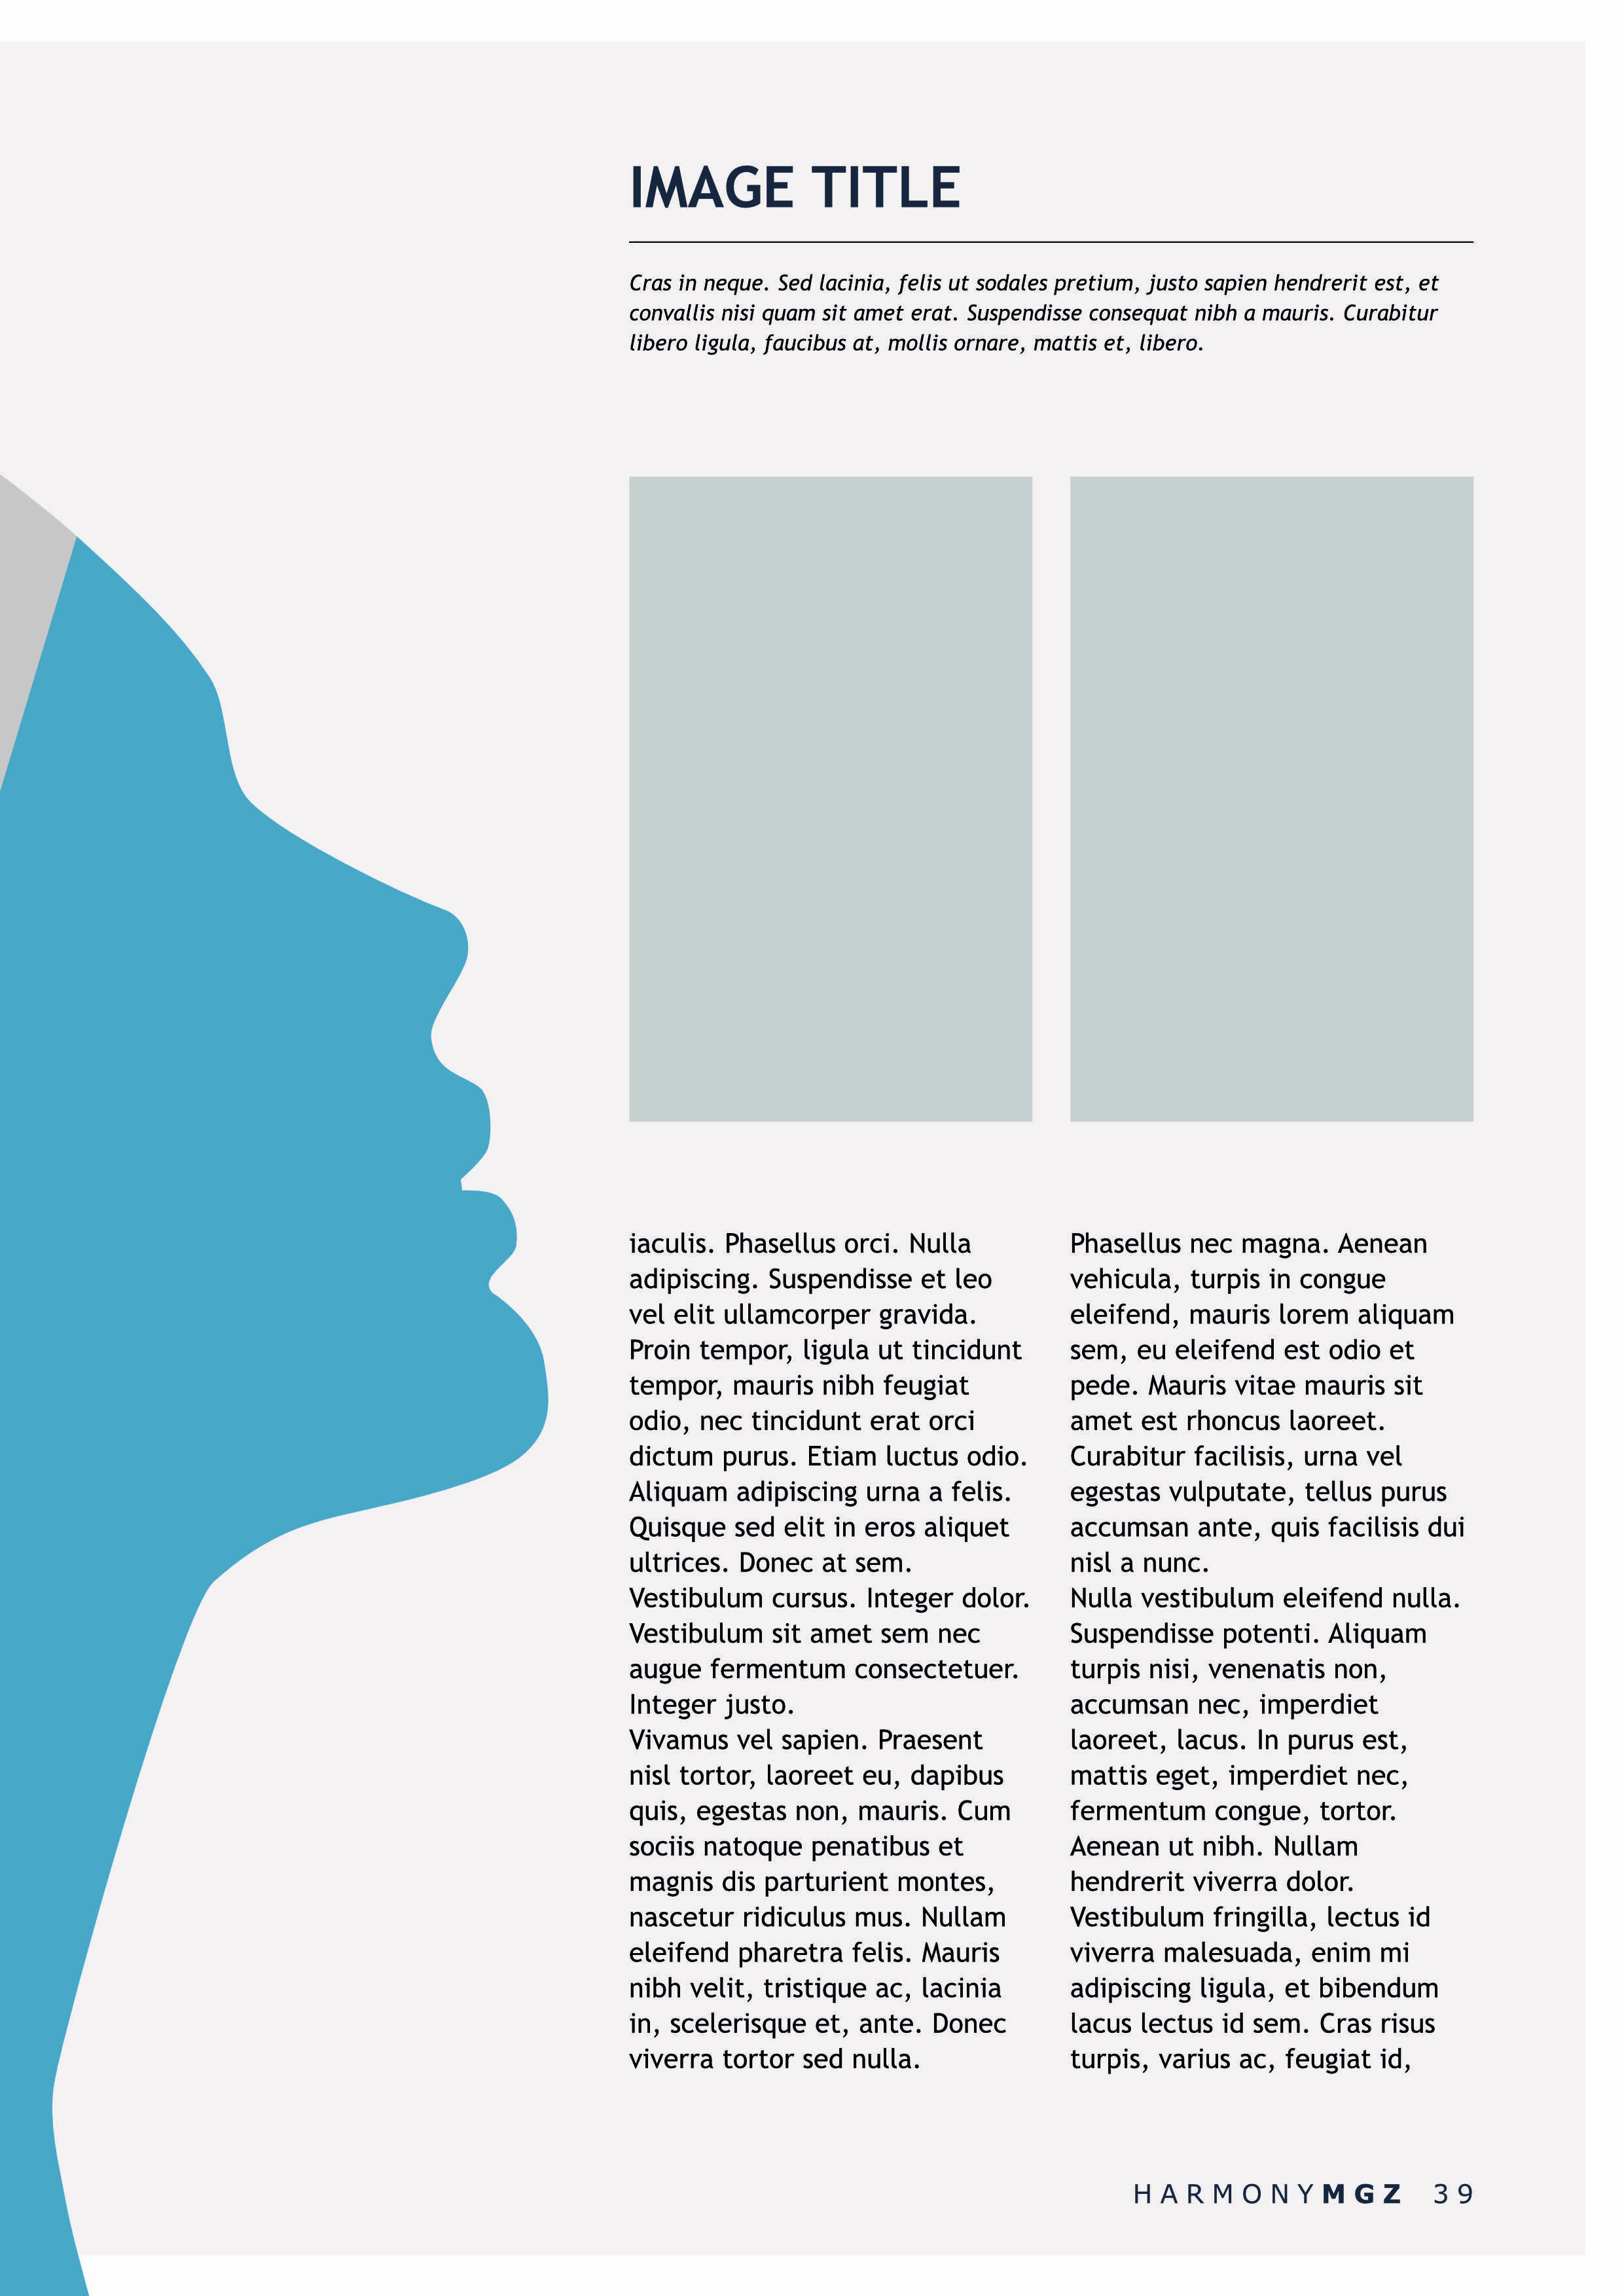 IMAGE TITLE
Cras in neque. Sed lacinia, felis ut sodales pretium, justo sapien hendrerit est, et
convallis nisi quam sit amet erat. Suspendisse consequat nibh a mauris. Curabitur
libero ligula, faucibus at, mollis ornare, mattis et, libero.
iaculis. Phasellus orci. Nulla
adipiscing. Suspendisse et leo
vel elit ullamcorper gravida.
Proin tempor, ligula ut tincidunt
tempor, mauris nibh feugiat
odio, nec tincidunt erat orci
dictum purus. Etiam luctus odio.
Aliquam adipiscing urna a felis.
Quisque sed elit in eros aliquet
ultrices. Donec at sem.
Vestibulum cursus. Integer dolor.
Vestibulum sit amet sem nec
augue fermentum consectetuer.
Integer justo.
Vivamus vel sapien. Praesent
nisl tortor, laoreet eu, dapibus
quis, egestas non, mauris. Cum
sociis natoque penatibus et
magnis dis parturient montes,
nascetur ridiculus mus. Nullam
eleifend pharetra felis. Mauris
nibh velit, tristique ac, lacinia
in, scelerisque et, ante. Donec
viverra tortor sed nulla.
Phasellus nec magna. Aenean
vehicula, turpis in congue
eleifend, mauris lorem aliquam
sem, eu eleifend est odio et
pede. Mauris vitae mauris sit
amet est rhoncus laoreet.
Curabitur facilisis, urna vel
egestas vulputate, tellus purus
accumsan ante, quis facilisis dui
nisl a nunc.
Nulla vestibulum eleifend nulla.
Suspendisse potenti. Aliquam
turpis nisi, venenatis non,
accumsan nec, imperdiet
laoreet, lacus. In purus est,
mattis eget, imperdiet nec,
fermentum congue, tortor.
Aenean ut nibh. Nullam
hendrerit viverra dolor.
Vestibulum fringilla, lectus id
viverra malesuada, enim mi
adipiscing ligula, et bibendum
lacus lectus id sem. Cras risus
turpis, varius ac, feugiat id,
HARMONYMGZ 39